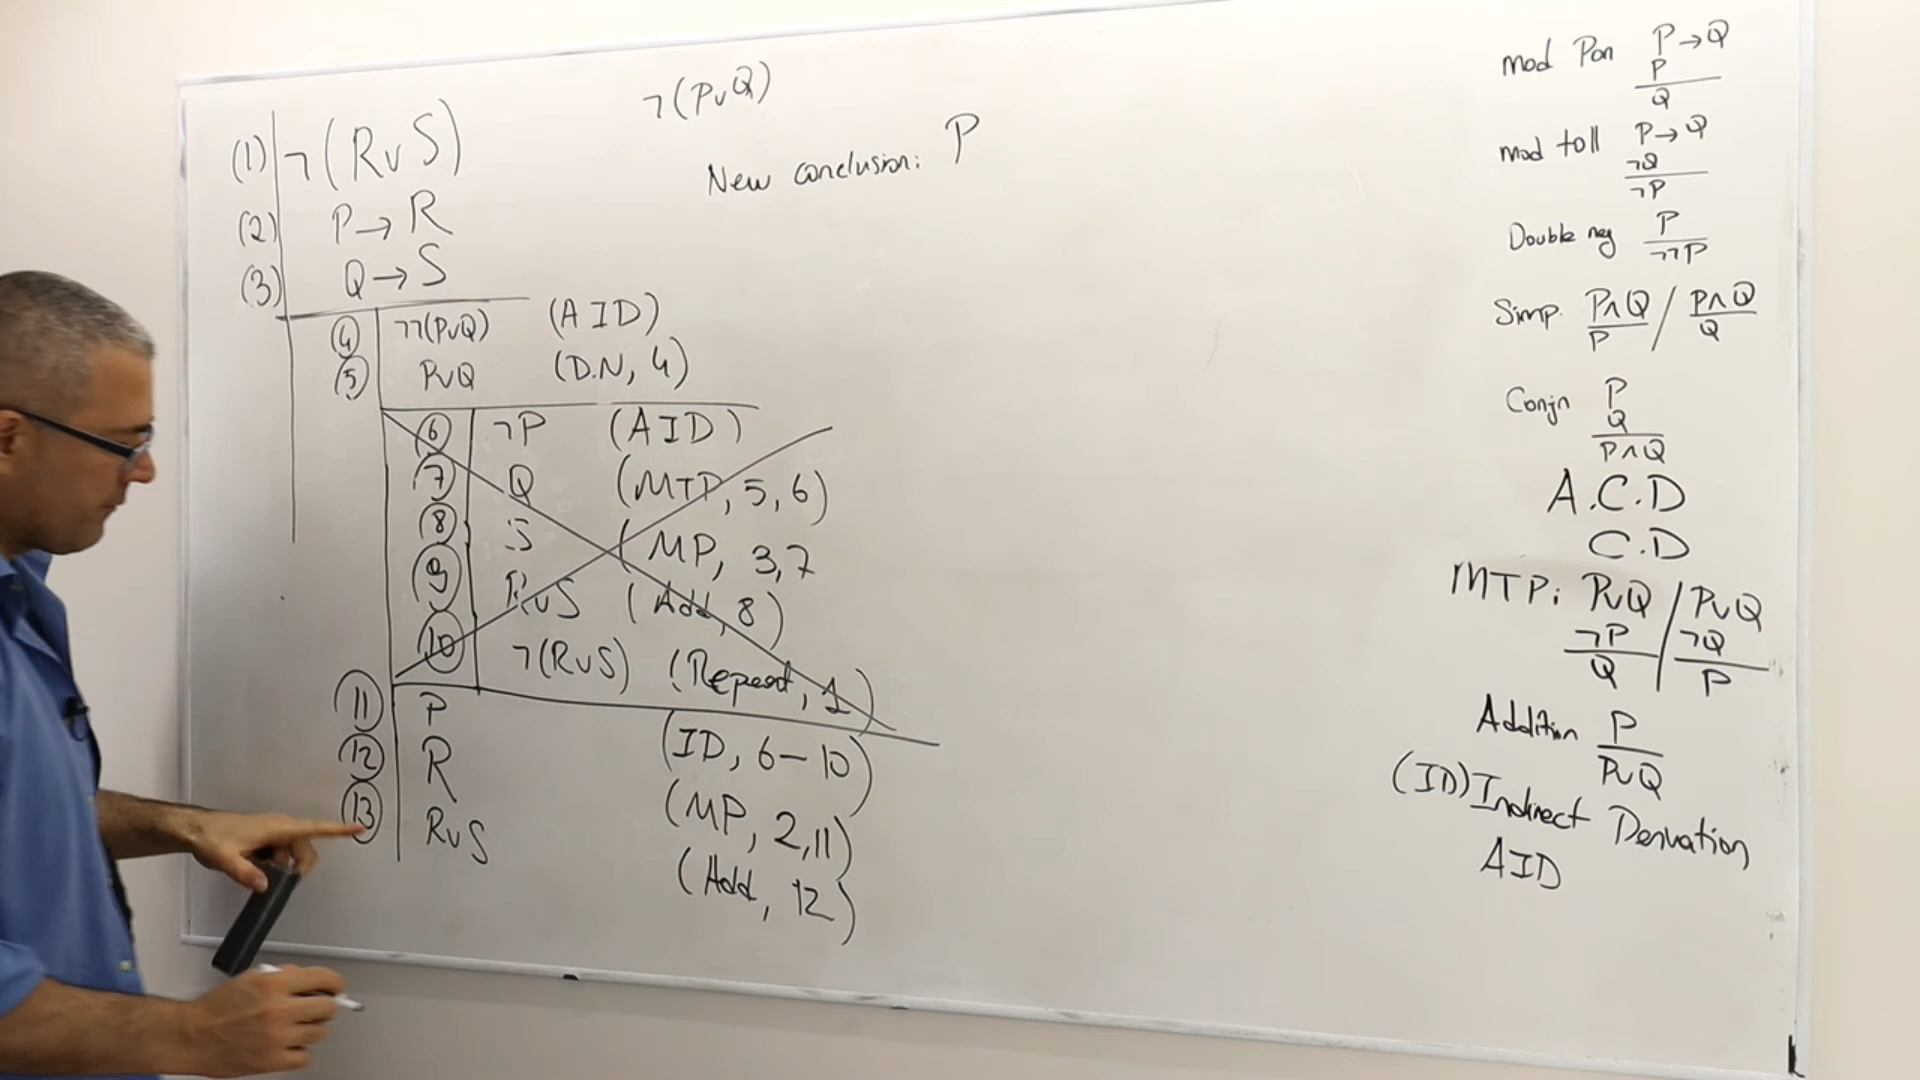 ¬(P∨Q)
New conclusion: P
(1) ¬(R∨S)
(2) P→R
(3) Q→S
(4) ¬¬(P∨Q) (AID)
(5) P∨Q (D.N, 4)
(6) ¬P (AID)
(7) Q (MTP, 5, 6)
(8) S (MP, 3,7
(9) R∨S (Add, 8)
(10) ¬(R∨S) (Repeat, 1)
(11) P (ID, 6-10)
(12) R (MP, 2,11)
(13) R∨S (Add, 12)
mod Pon P→Q
P
Q
mod toll P→Q
¬Q
¬P
Double neg P
¬¬P
Simp. P∧Q / P∧Q
P Q
Conjn P
Q
P∧Q
A.C.D
C.D
MTP: P∨Q / P∨Q
¬P ¬Q
Q P
Addition P
P∨Q
(ID) Indirect Derivation
AID